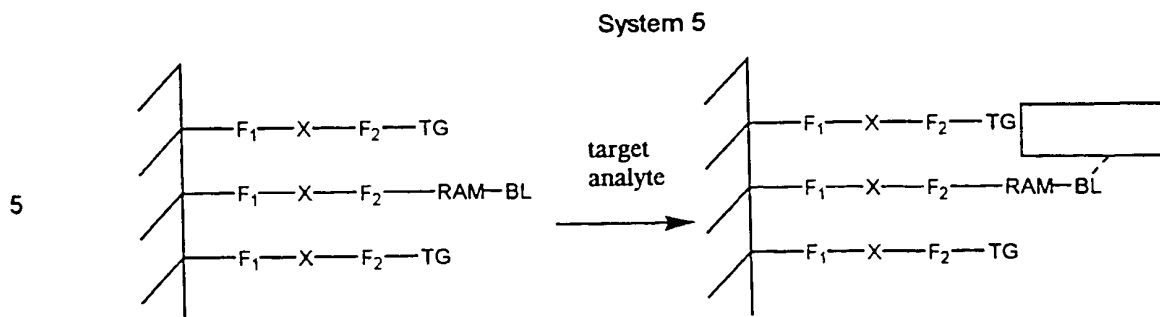 System 5
F₁—X—F₂—TG
5 F₁—X—F₂—RAM—BL
F₁—X—F₂—TG
target
analyte
F₁—X—F₂—TG
F₁—X—F₂—RAM—BL
F₁—X—F₂—TG